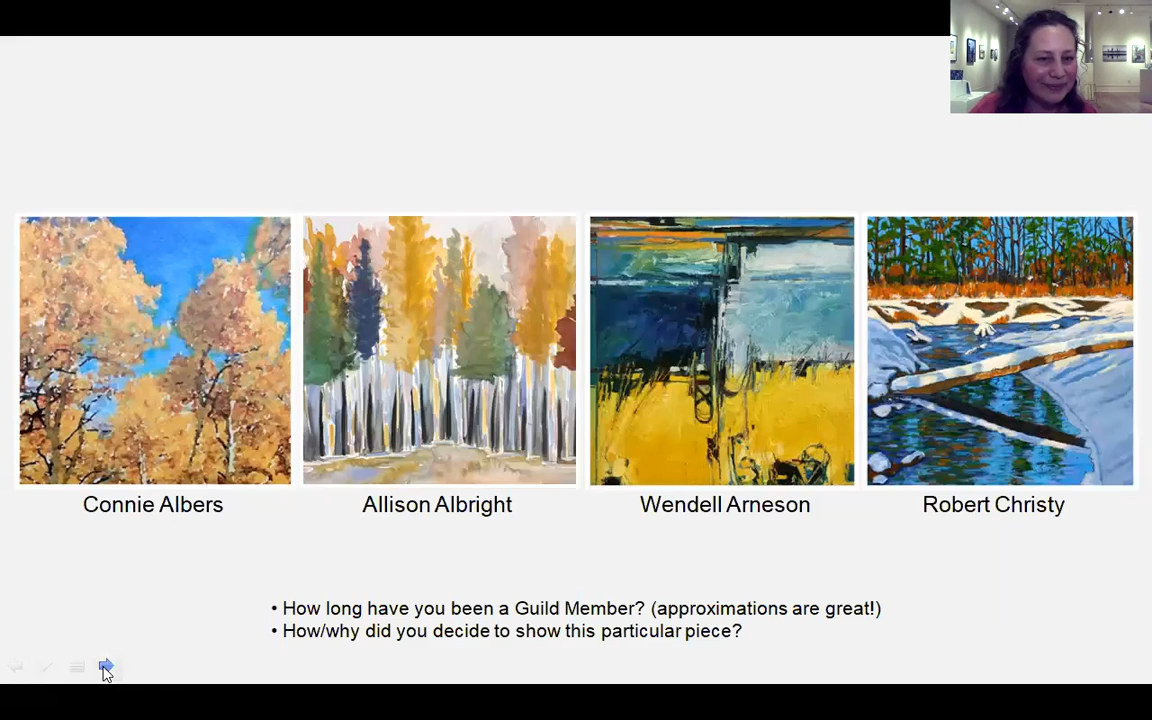 Connie Albers
Allison Albright
Wendell Arneson
Robert Christy
• How long have you been a Guild Member? (approximations are great!)
• How/why did you decide to show this particular piece?